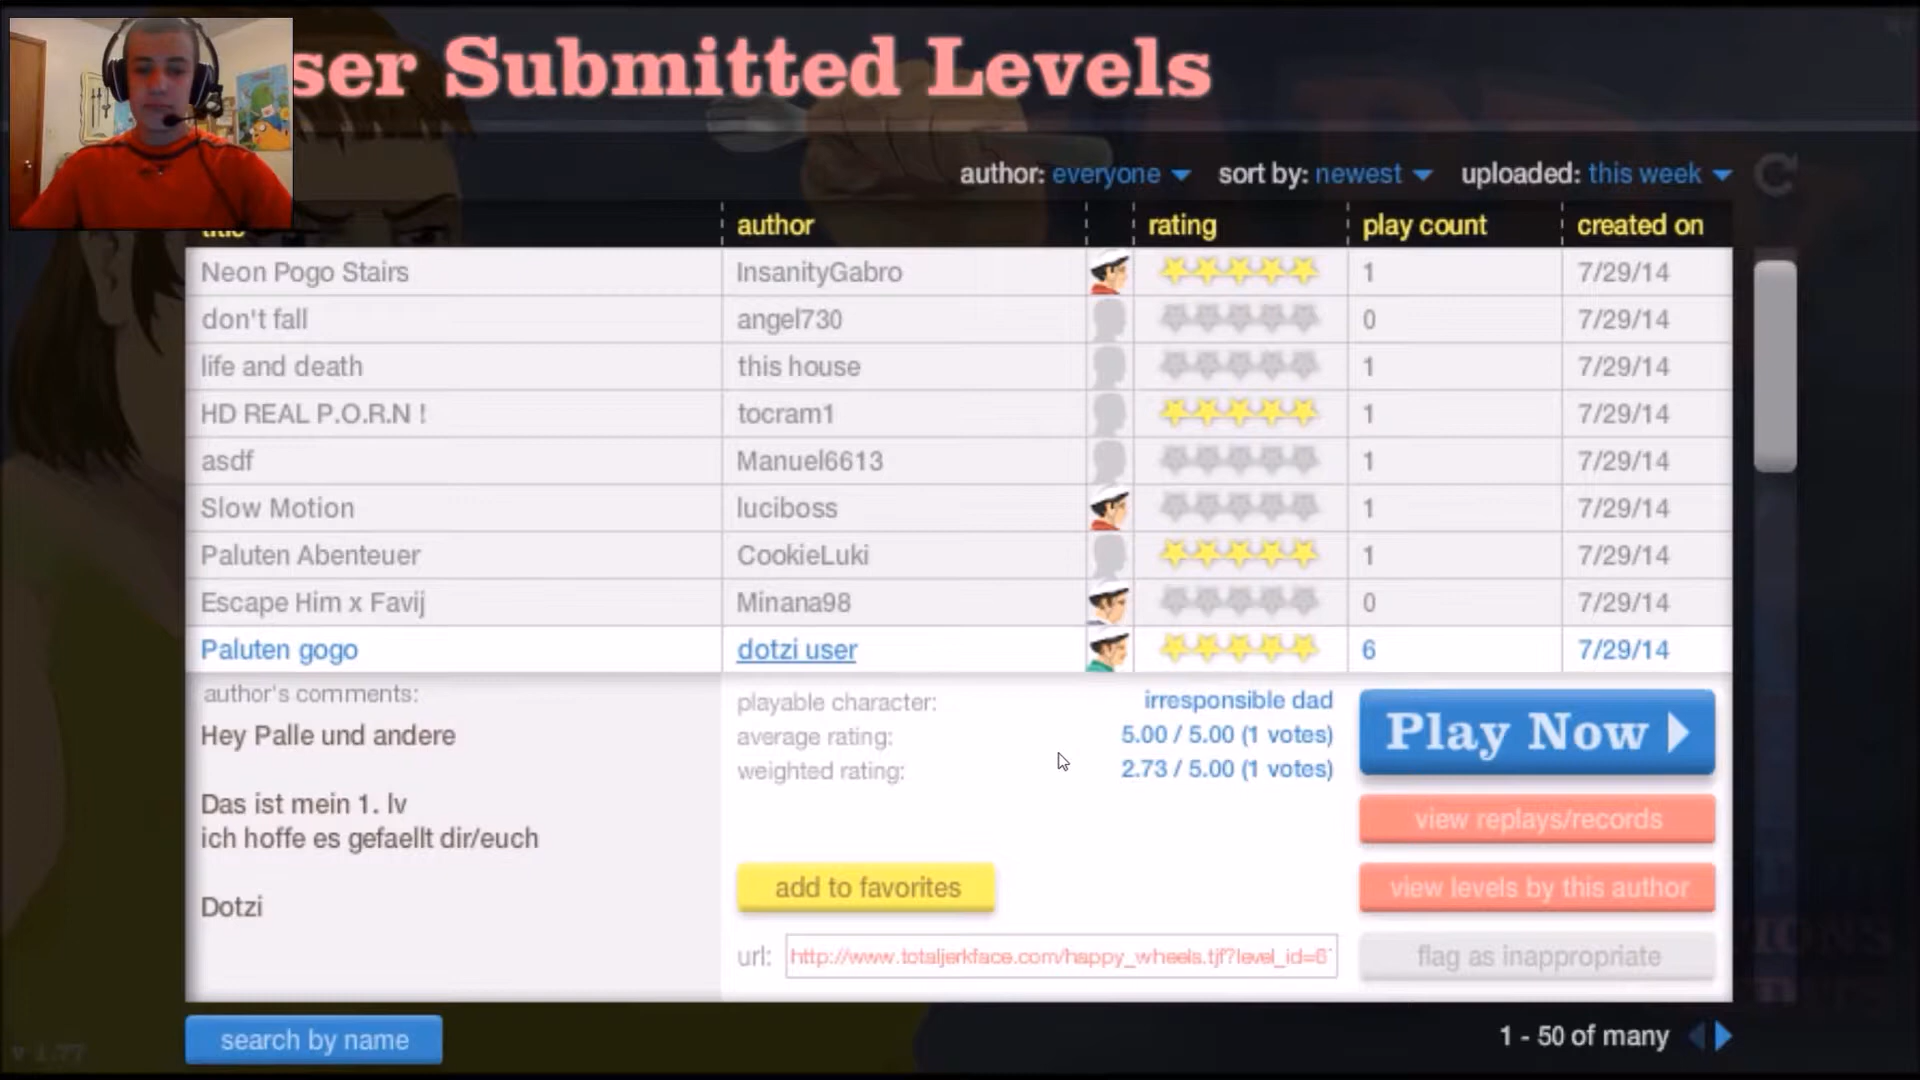 ser Submitted Levels
author: everyone sort by: newest uploaded: this week
title author rating play count created on
Neon Pogo Stairs InsanityGabro 1 7/29/14
don't fall angel730 0 7/29/14
life and death this house 1 7/29/14
HD REAL P.O.R.N ! tocram1 1 7/29/14
asdf Manuel6613 1 7/29/14
Slow Motion luciboss 1 7/29/14
Paluten Abenteuer CookieLuki 1 7/29/14
Escape Him x Favij Minana98 0 7/29/14
Paluten gogo dotzi user 6 7/29/14
author's comments:
Hey Palle und andere
Das ist mein 1. lv
ich hoffe es gefaellt dir/euch
Dotzi
playable character: irresponsible dad
average rating: 5.00 / 5.00 (1 votes)
weighted rating: 2.73 / 5.00 (1 votes)
add to favorites
url: http://www.totaljerkface.com/happy_wheels.tjf?level_id=6
Play Now
view replays/records
view levels by this author
flag as inappropriate
search by name
1 - 50 of many
v 1.77